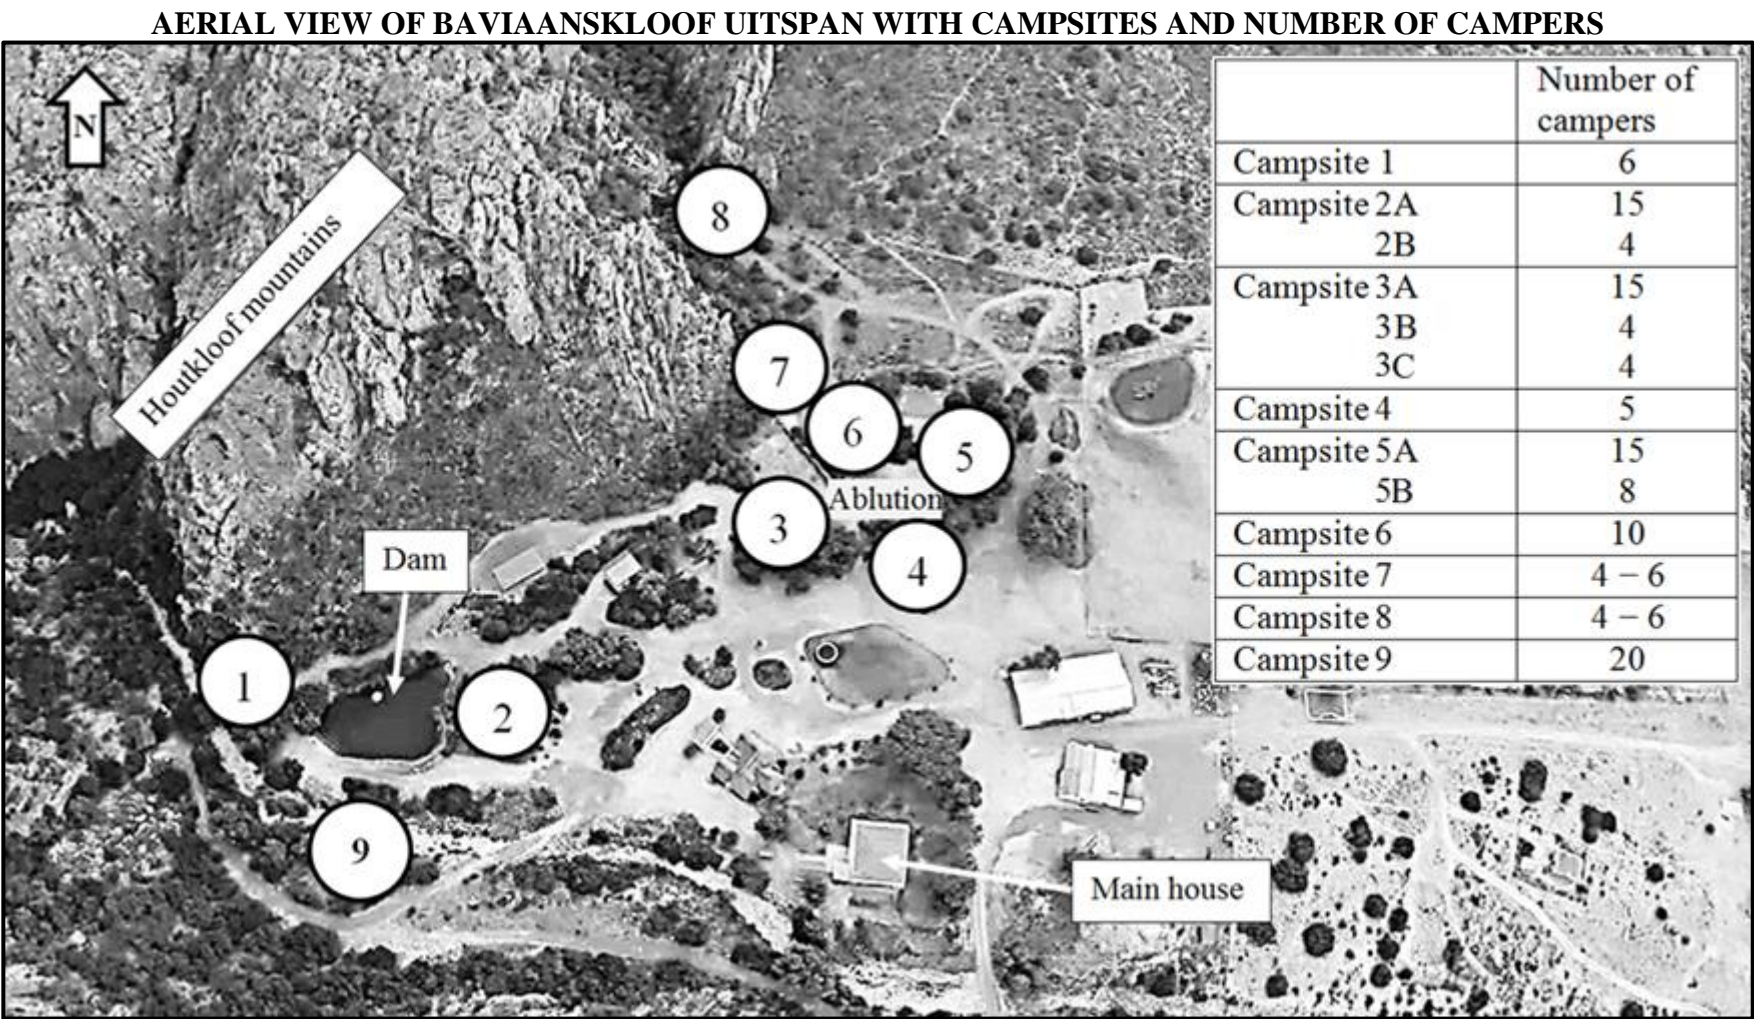 AERIAL VIEW OF BAVIAANSKLOOF UITSPAN WITH CAMPSITES AND NUMBER OF CAMPERS
N
Houtkloof mountains
8
7
6
5
Ablution
3
4
Dam
1
2
9
Main house
Number of
campers
Campsite 1 6
Campsite 2A 15
2B 4
Campsite 3A 15
3B 4
3C 4
Campsite 4 5
Campsite 5A 15
5B 8
Campsite 6 10
Campsite 7 4 – 6
Campsite 8 4 – 6
Campsite 9 20